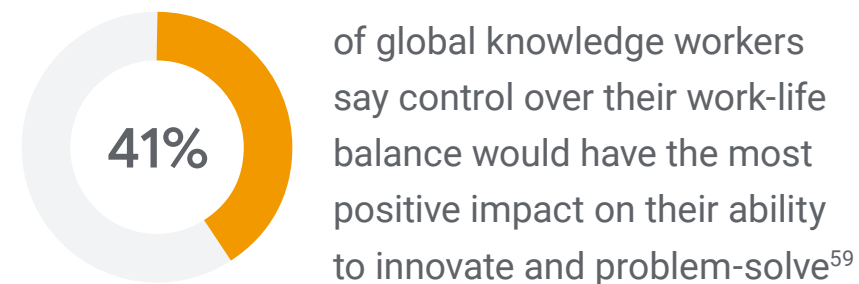 41%
of global knowledge workers
say control over their work-life
balance would have the most
positive impact on their ability
to innovate and problem-solve59